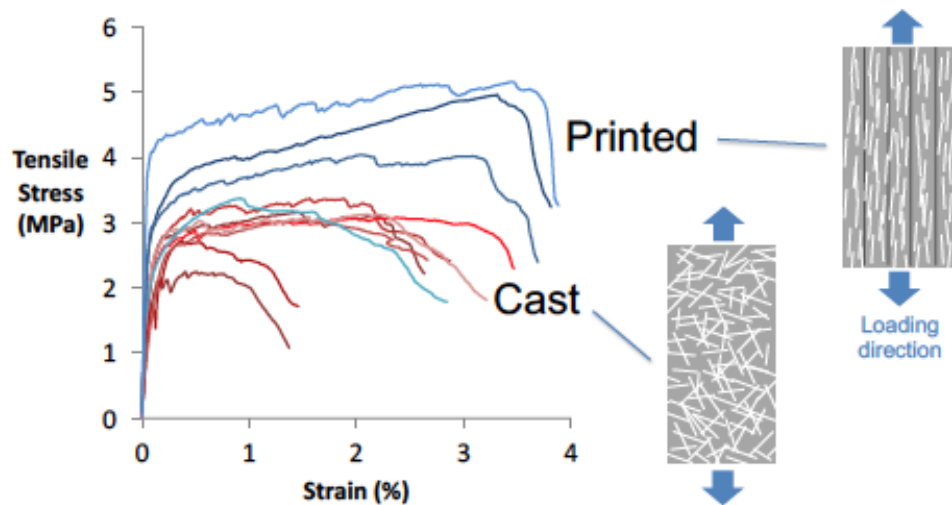 6
5
4
3
2
1
0
Tensile
Stress
(MPa)
0 1 2 3 4
Strain (%)
Printed
Cast
Loading
direction